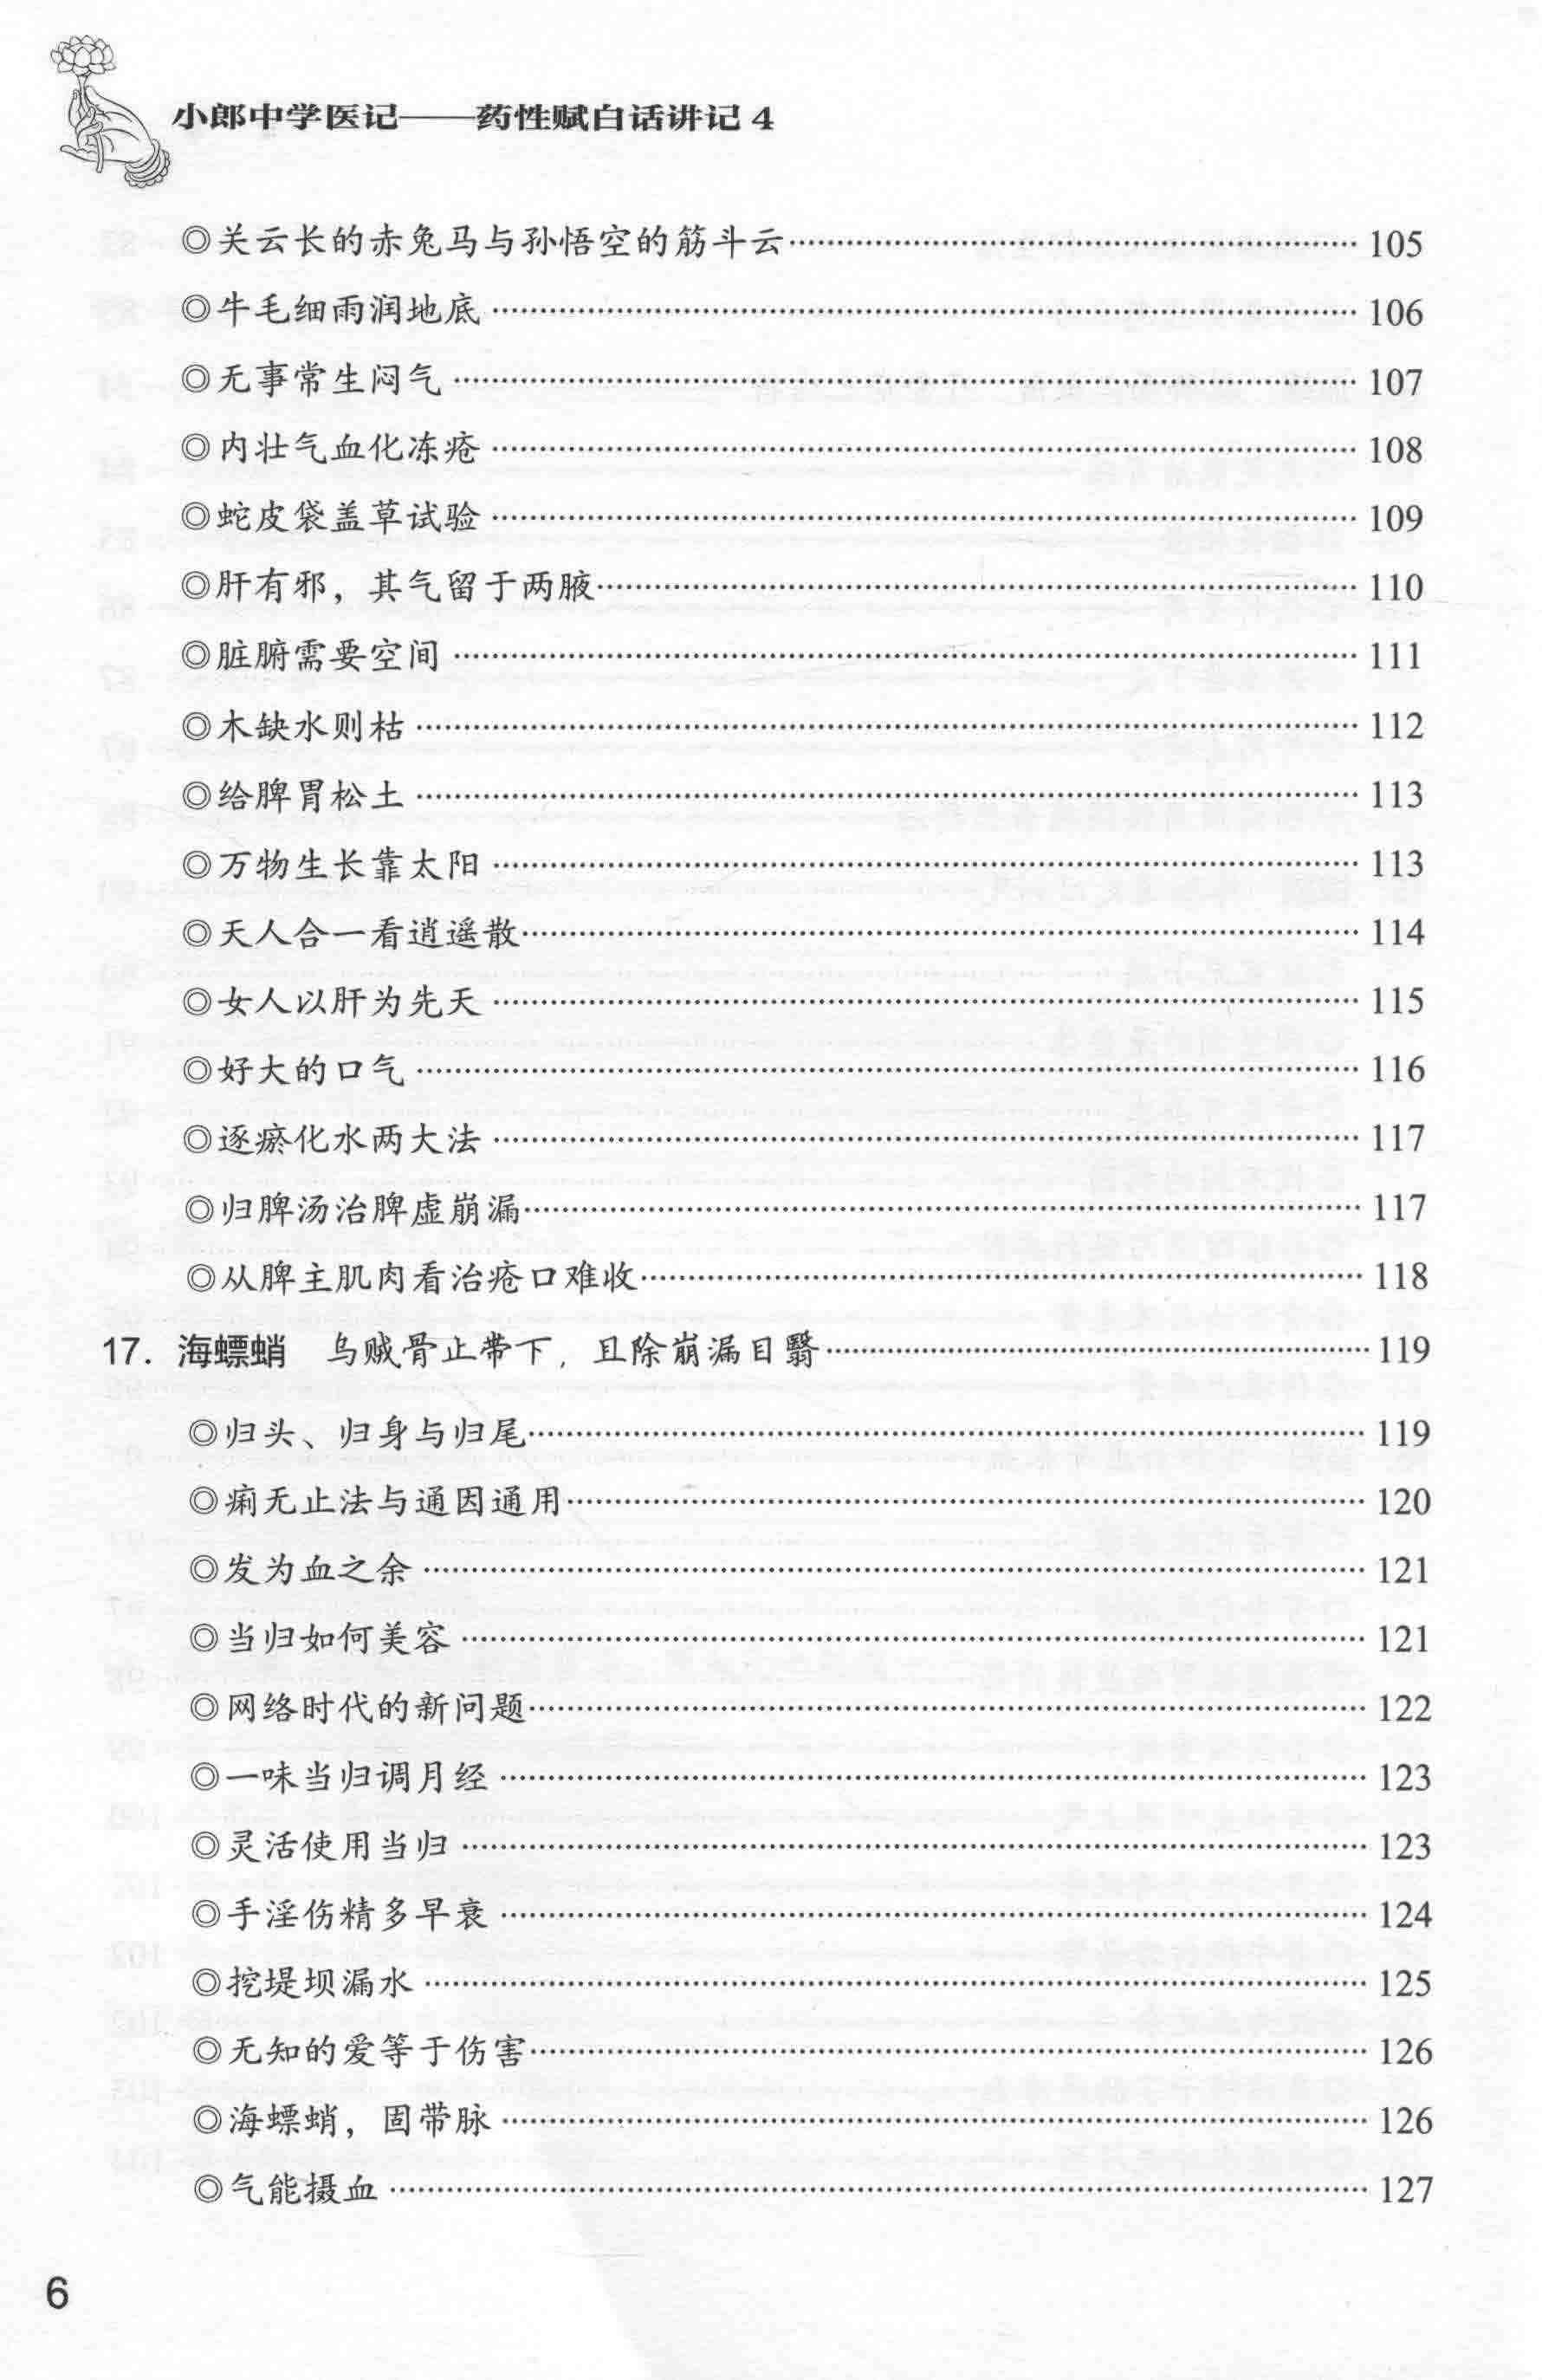 小郎中学医记——药性赋白话讲记4
◎关云长的赤兔马与孙悟空的筋斗云…………105
◎牛毛细雨润地底…………106
◎无事常生闷气…………107
◎内壮气血化冻疮…………108
◎蛇皮袋盖草试验…………109
◎肝有邪，其气留于两腋…………110
◎脏腑需要空间…………111
◎木缺水则枯…………112
◎给脾胃松土…………113
◎万物生长靠太阳…………113
◎天人合一看逍遥散…………114
◎女人以肝为先天…………115
◎好大的口气…………116
◎逐瘀化水两大法…………117
◎归脾汤治脾虚崩漏…………117
◎从脾主肌肉看治疮口难收…………118
17. 海螵蛸 乌贼骨止带下，且除崩漏目翳…………119
◎归头、归身与归尾…………119
◎痢无止法与通因通用…………120
◎发为血之余…………121
◎当归如何美容…………121
◎网络时代的新问题…………122
◎一味当归调月经…………123
◎灵活使用当归…………123
◎手淫伤精多早衰…………124
◎挖堤坝漏水…………125
◎无知的爱等于伤害…………126
◎海螵蛸，固带脉…………126
◎气能摄血…………127
6